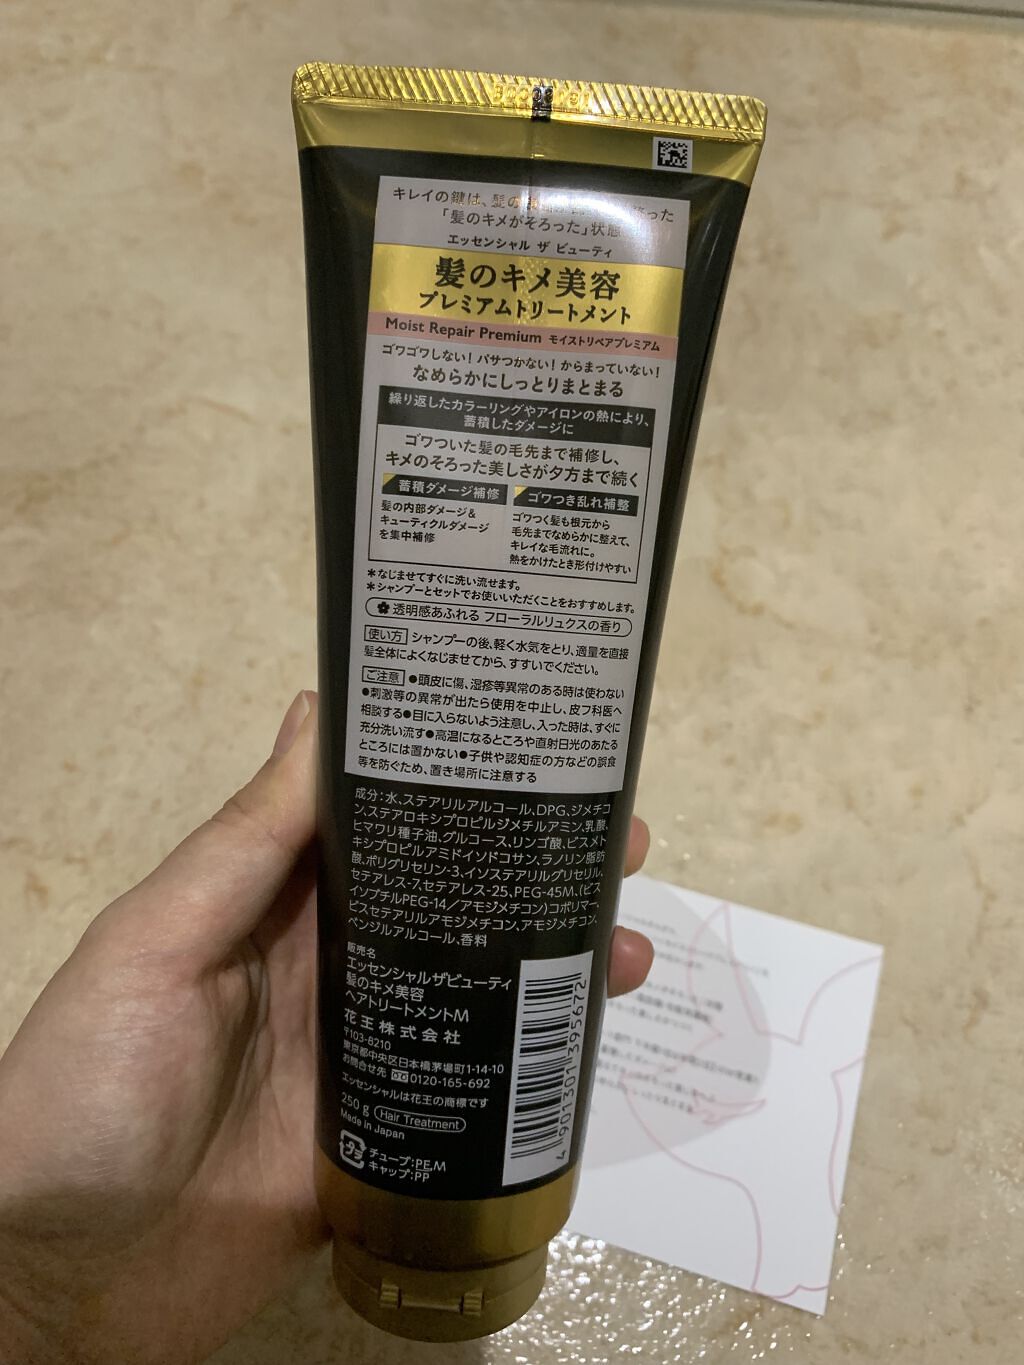 キレイの鍵は、髪の
「髪のキメがそろった」状態
エッセンシャル ザ ビューティ
髪のキメ美容
プレミアムトリートメント
Moist Repair Premium モイストリペアプレミアム
ゴワゴワしない！パサつかない！からまっていない！
なめらかにしっとりまとまる
繰り返したカラーリングやアイロンの熱により、
蓄積したダメージに
ゴワついた髪の毛先まで補修し、
キメのそろった美しさが夕方まで続く
蓄積ダメージ補修
髪の内部ダメージ＆
キューティクルダメージ
を集中補修
ゴワつき乱れ補整
ゴワつく髪も根元から
毛先までなめらかに整えて、
キレイな毛流れに。
熱をかけたとき形付けやすい
＊なじませてすぐに洗い流せます。
＊シャンプーとセットでお使いいただくことをおすすめします。
透明感あふれる フローラルリュクスの香り
使い方 シャンプーの後、軽く水気をとり、適量を直接
髪全体によくなじませてから、すすいでください。
ご注意 ●頭皮に傷、湿疹等異常のある時は使わない
●刺激等の異常が出たら使用を中止し、皮フ科医へ
相談する●目に入らないよう注意し、入った時は、すぐに
充分洗い流す●高温になるところや直射日光のあたる
ところには置かない●子供や認知症の方などの誤食
等を防ぐため、置き場所に注意する
成分：水、ステアリルアルコール、DPG、ジメチコ
ン、ステアロキシプロピルジメチルアミン、乳酸、
ヒマワリ種子油、グルコース、リンゴ酸、ビスメト
キシプロピルアミドイソドコサン、ラノリン脂肪
酸、ポリグリセリン-3、イソステアリルグリセリル、
セテアレス-7、セテアレス-25、PEG-45M、(ビス
イソブチルPEG-14／アモジメチコン)コポリマー、
ビスセテアリルアモジメチコン、アモジメチコン、
ベンジルアルコール、香料
販売名
エッセンシャルザビューティ
髪のキメ美容
ヘアトリートメントM
花王株式会社
〒103-8210
東京都中央区日本橋茅場町1-14-10
お問合せ先 0120-165-692
エッセンシャルは花王の商標です
250 g Hair Treatment
Made in Japan
プラ チューブ:PE,M
キャップ:PP
4 901301 395672